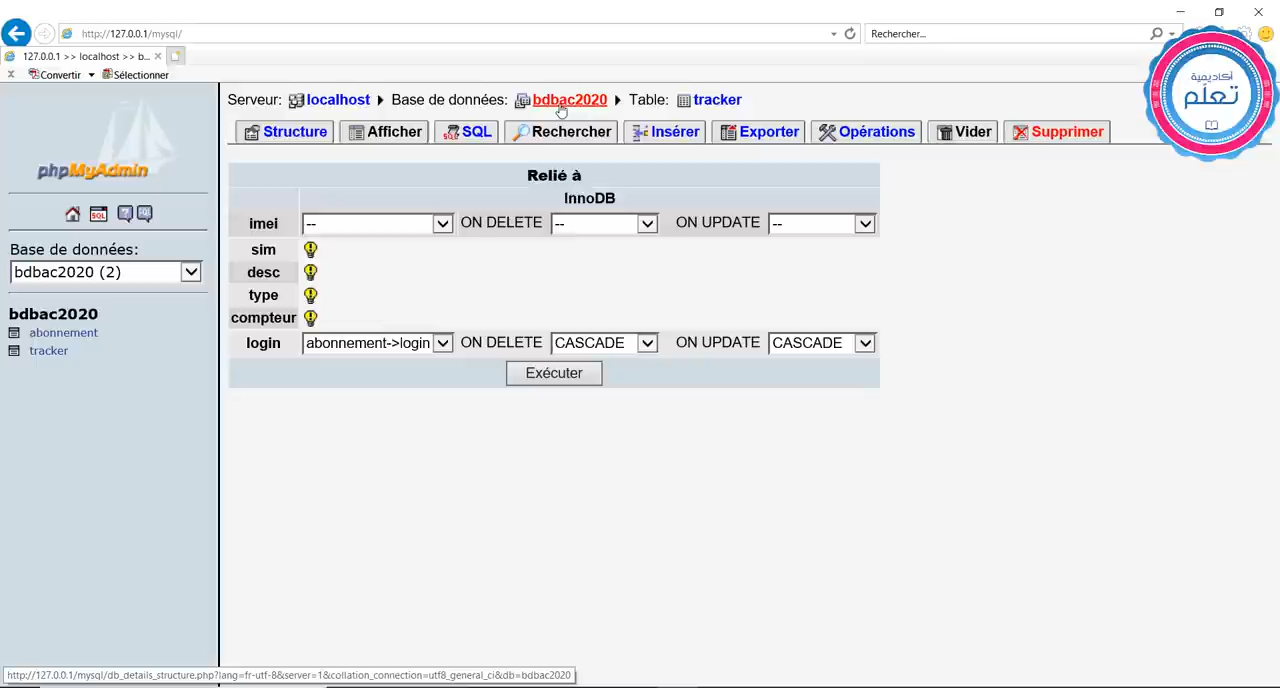 http://127.0.0.1/mysql/
Rechercher...
127.0.0.1 >> localhost >> b...
x Convertir Sélectionner
أكاديمية
تعلّم
Serveur: localhost Base de données: bdbac2020 Table: tracker
Structure Afficher SQL Rechercher Insérer Exporter Opérations Vider Supprimer
phpMyAdmin
SQL
Base de données:
bdbac2020 (2)
bdbac2020
abonnement
tracker
Relié à
InnoDB
imei -- ON DELETE -- ON UPDATE --
sim
desc
type
compteur
login abonnement->login ON DELETE CASCADE ON UPDATE CASCADE
Exécuter
http://127.0.0.1/mysql/db_details_structure.php?lang=fr-utf-8&server=1&collation_connection=utf8_general_ci&db=bdbac2020